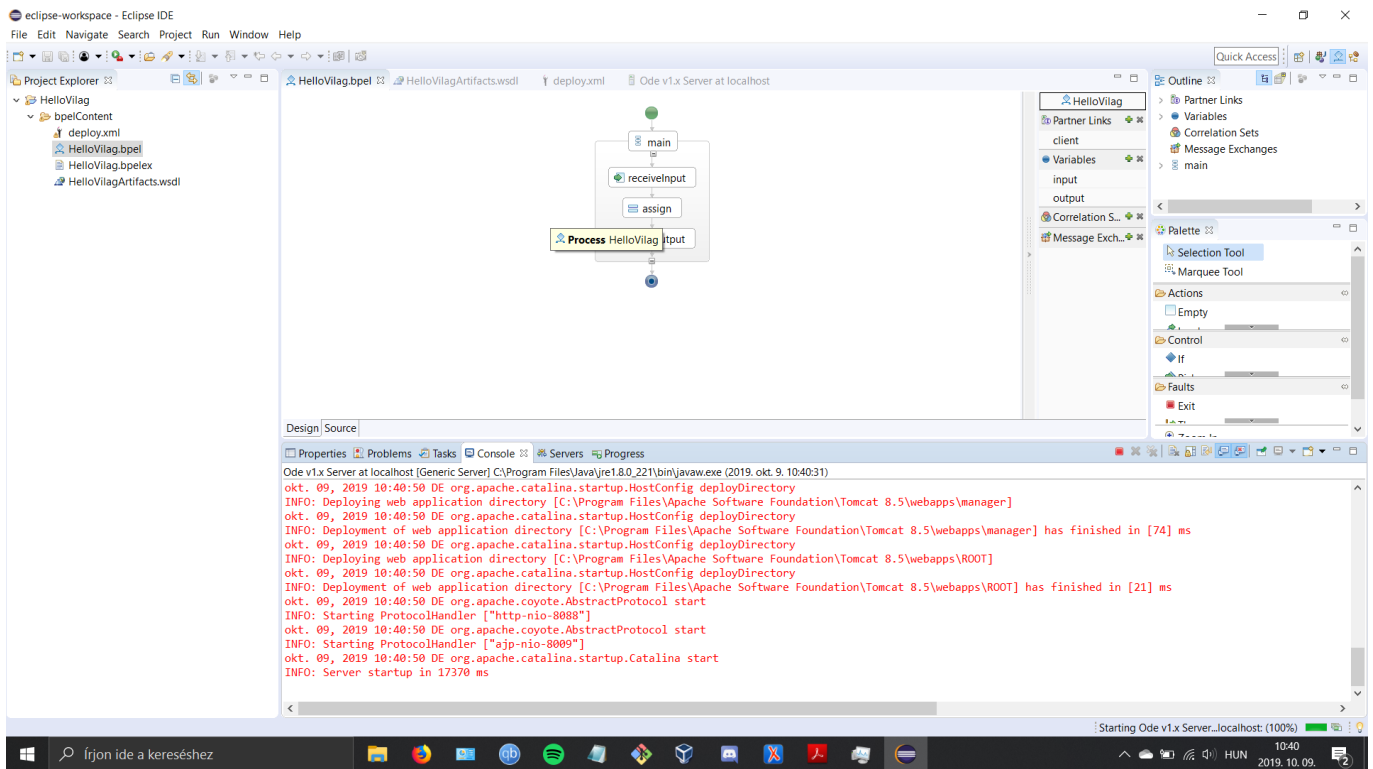 eclipse-workspace - Eclipse IDE
File Edit Navigate Search Project Run Window Help
Quick Access
Project Explorer
HelloVilag
bpelContent
deploy.xml
HelloVilag.bpel
HelloVilag.bpelex
HelloVilagArtifacts.wsdl
HelloVilag.bpel HelloVilagArtifacts.wsdl deploy.xml Ode v1.x Server at localhost
main
receiveInput
assign
Process HelloVilag
Design Source
HelloVilag
Partner Links
client
Variables
input
output
Correlation S...
Message Exch...
Outline
Partner Links
Variables
Correlation Sets
Message Exchanges
main
Palette
Selection Tool
Marquee Tool
Actions
Empty
Control
If
Faults
Exit
Properties Problems Tasks Console Servers Progress
Ode v1.x Server at localhost [Generic Server] C:\Program Files\Java\jre1.8.0_221\bin\javaw.exe (2019. okt. 9. 10:40:31)
okt. 09, 2019 10:40:50 DE org.apache.catalina.startup.HostConfig deployDirectory
INFO: Deploying web application directory [C:\Program Files\Apache Software Foundation\Tomcat 8.5\webapps\manager]
okt. 09, 2019 10:40:50 DE org.apache.catalina.startup.HostConfig deployDirectory
INFO: Deployment of web application directory [C:\Program Files\Apache Software Foundation\Tomcat 8.5\webapps\manager] has finished in [74] ms
okt. 09, 2019 10:40:50 DE org.apache.catalina.startup.HostConfig deployDirectory
INFO: Deploying web application directory [C:\Program Files\Apache Software Foundation\Tomcat 8.5\webapps\ROOT]
okt. 09, 2019 10:40:50 DE org.apache.catalina.startup.HostConfig deployDirectory
INFO: Deployment of web application directory [C:\Program Files\Apache Software Foundation\Tomcat 8.5\webapps\ROOT] has finished in [21] ms
okt. 09, 2019 10:40:50 DE org.apache.coyote.AbstractProtocol start
INFO: Starting ProtocolHandler ["http-nio-8088"]
okt. 09, 2019 10:40:50 DE org.apache.coyote.AbstractProtocol start
INFO: Starting ProtocolHandler ["ajp-nio-8009"]
okt. 09, 2019 10:40:50 DE org.apache.catalina.startup.Catalina start
INFO: Server startup in 17370 ms
Starting Ode v1.x Server...localhost: (100%)
Írjon ide a kereséshez
HUN
10:40
2019. 10. 09.